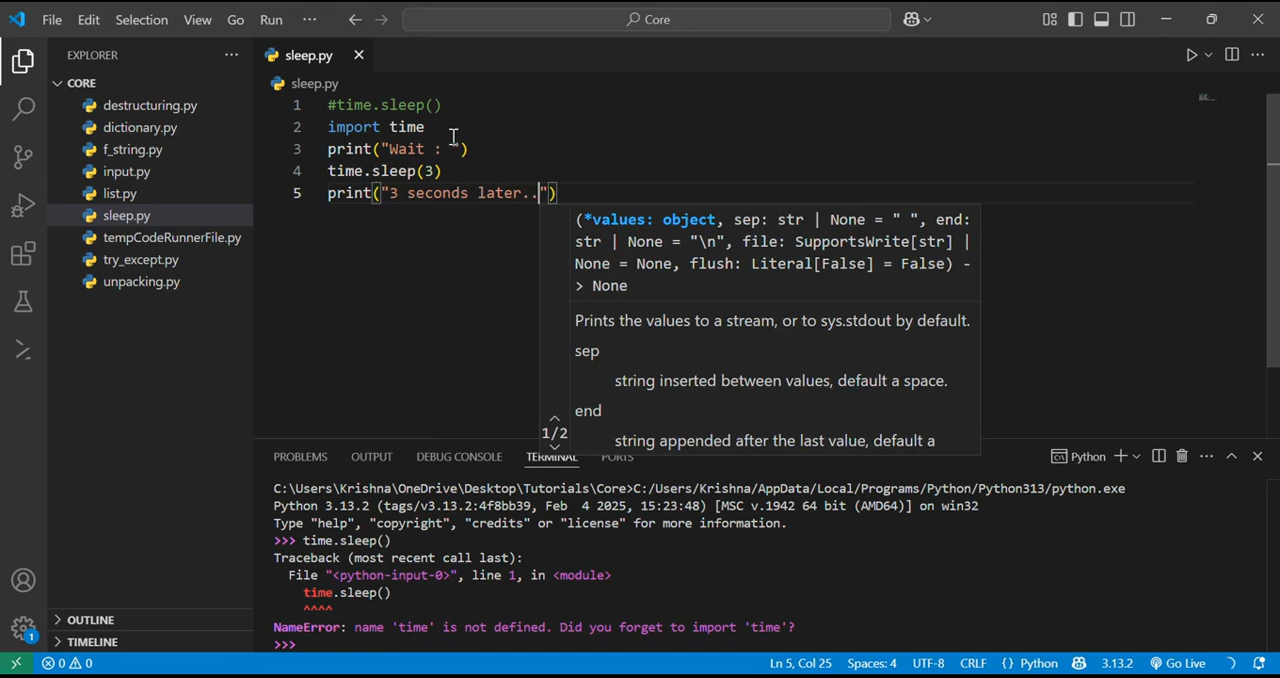 File Edit Selection View Go Run ··· Core
EXPLORER ···
CORE
destructuring.py
dictionary.py
f_string.py
input.py
list.py
sleep.py
tempCodeRunnerFile.py
try_except.py
unpacking.py
OUTLINE
TIMELINE
sleep.py
sleep.py
1 #time.sleep()
2 import time
3 print("Wait : ")
4 time.sleep(3)
5 print("3 seconds later..")
(*values: object, sep: str | None = " ", end:
str | None = "\n", file: SupportsWrite[str] |
None = None, flush: Literal[False] = False) -
> None
Prints the values to a stream, or to sys.stdout by default.
sep
string inserted between values, default a space.
end
string appended after the last value, default a
1/2
PROBLEMS OUTPUT DEBUG CONSOLE TERMINAL PORTS Python
C:\Users\Krishna\OneDrive\Desktop\Tutorials\Core>C:/Users/Krishna/AppData/Local/Programs/Python/Python313/python.exe
Python 3.13.2 (tags/v3.13.2:4f8bb39, Feb  4 2025, 15:23:48) [MSC v.1942 64 bit (AMD64)] on win32
Type "help", "copyright", "credits" or "license" for more information.
>>> time.sleep()
Traceback (most recent call last):
File "<python-input-0>", line 1, in <module>
time.sleep()
^^^^
NameError: name 'time' is not defined. Did you forget to import 'time'?
>>>
1
0 0 Ln 5, Col 25 Spaces: 4 UTF-8 CRLF {} Python 3.13.2 Go Live